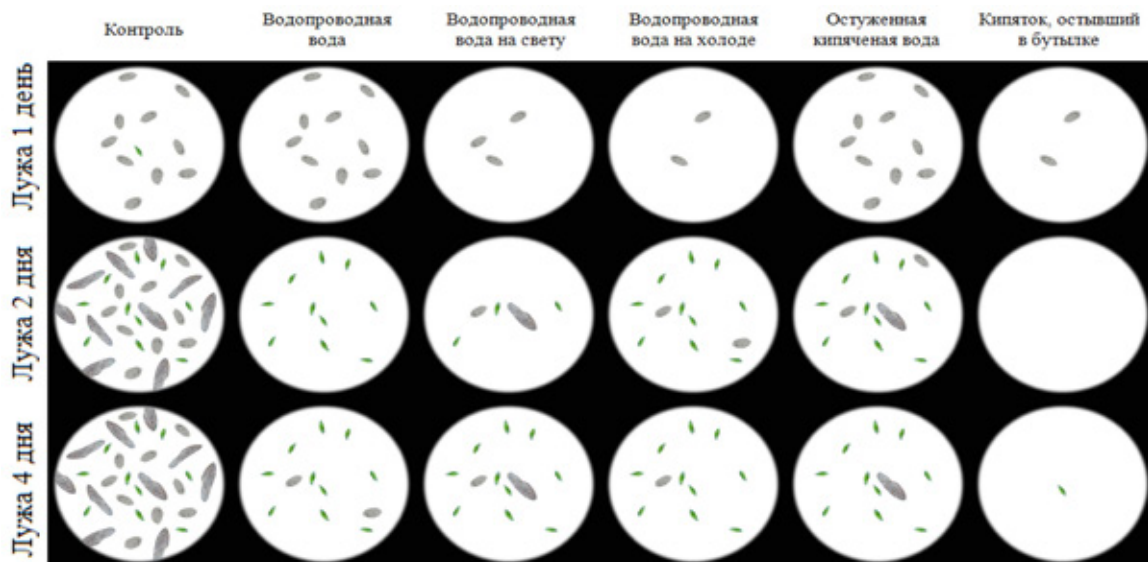 Контроль
Водопроводная
вода
Водопроводная
вода на свету
Водопроводная
вода на холоде
Остуженная
кипяченая вода
Кипяток, остывший
в бутылке
Лужа 1 день
Лужа 2 дня
Лужа 4 дня